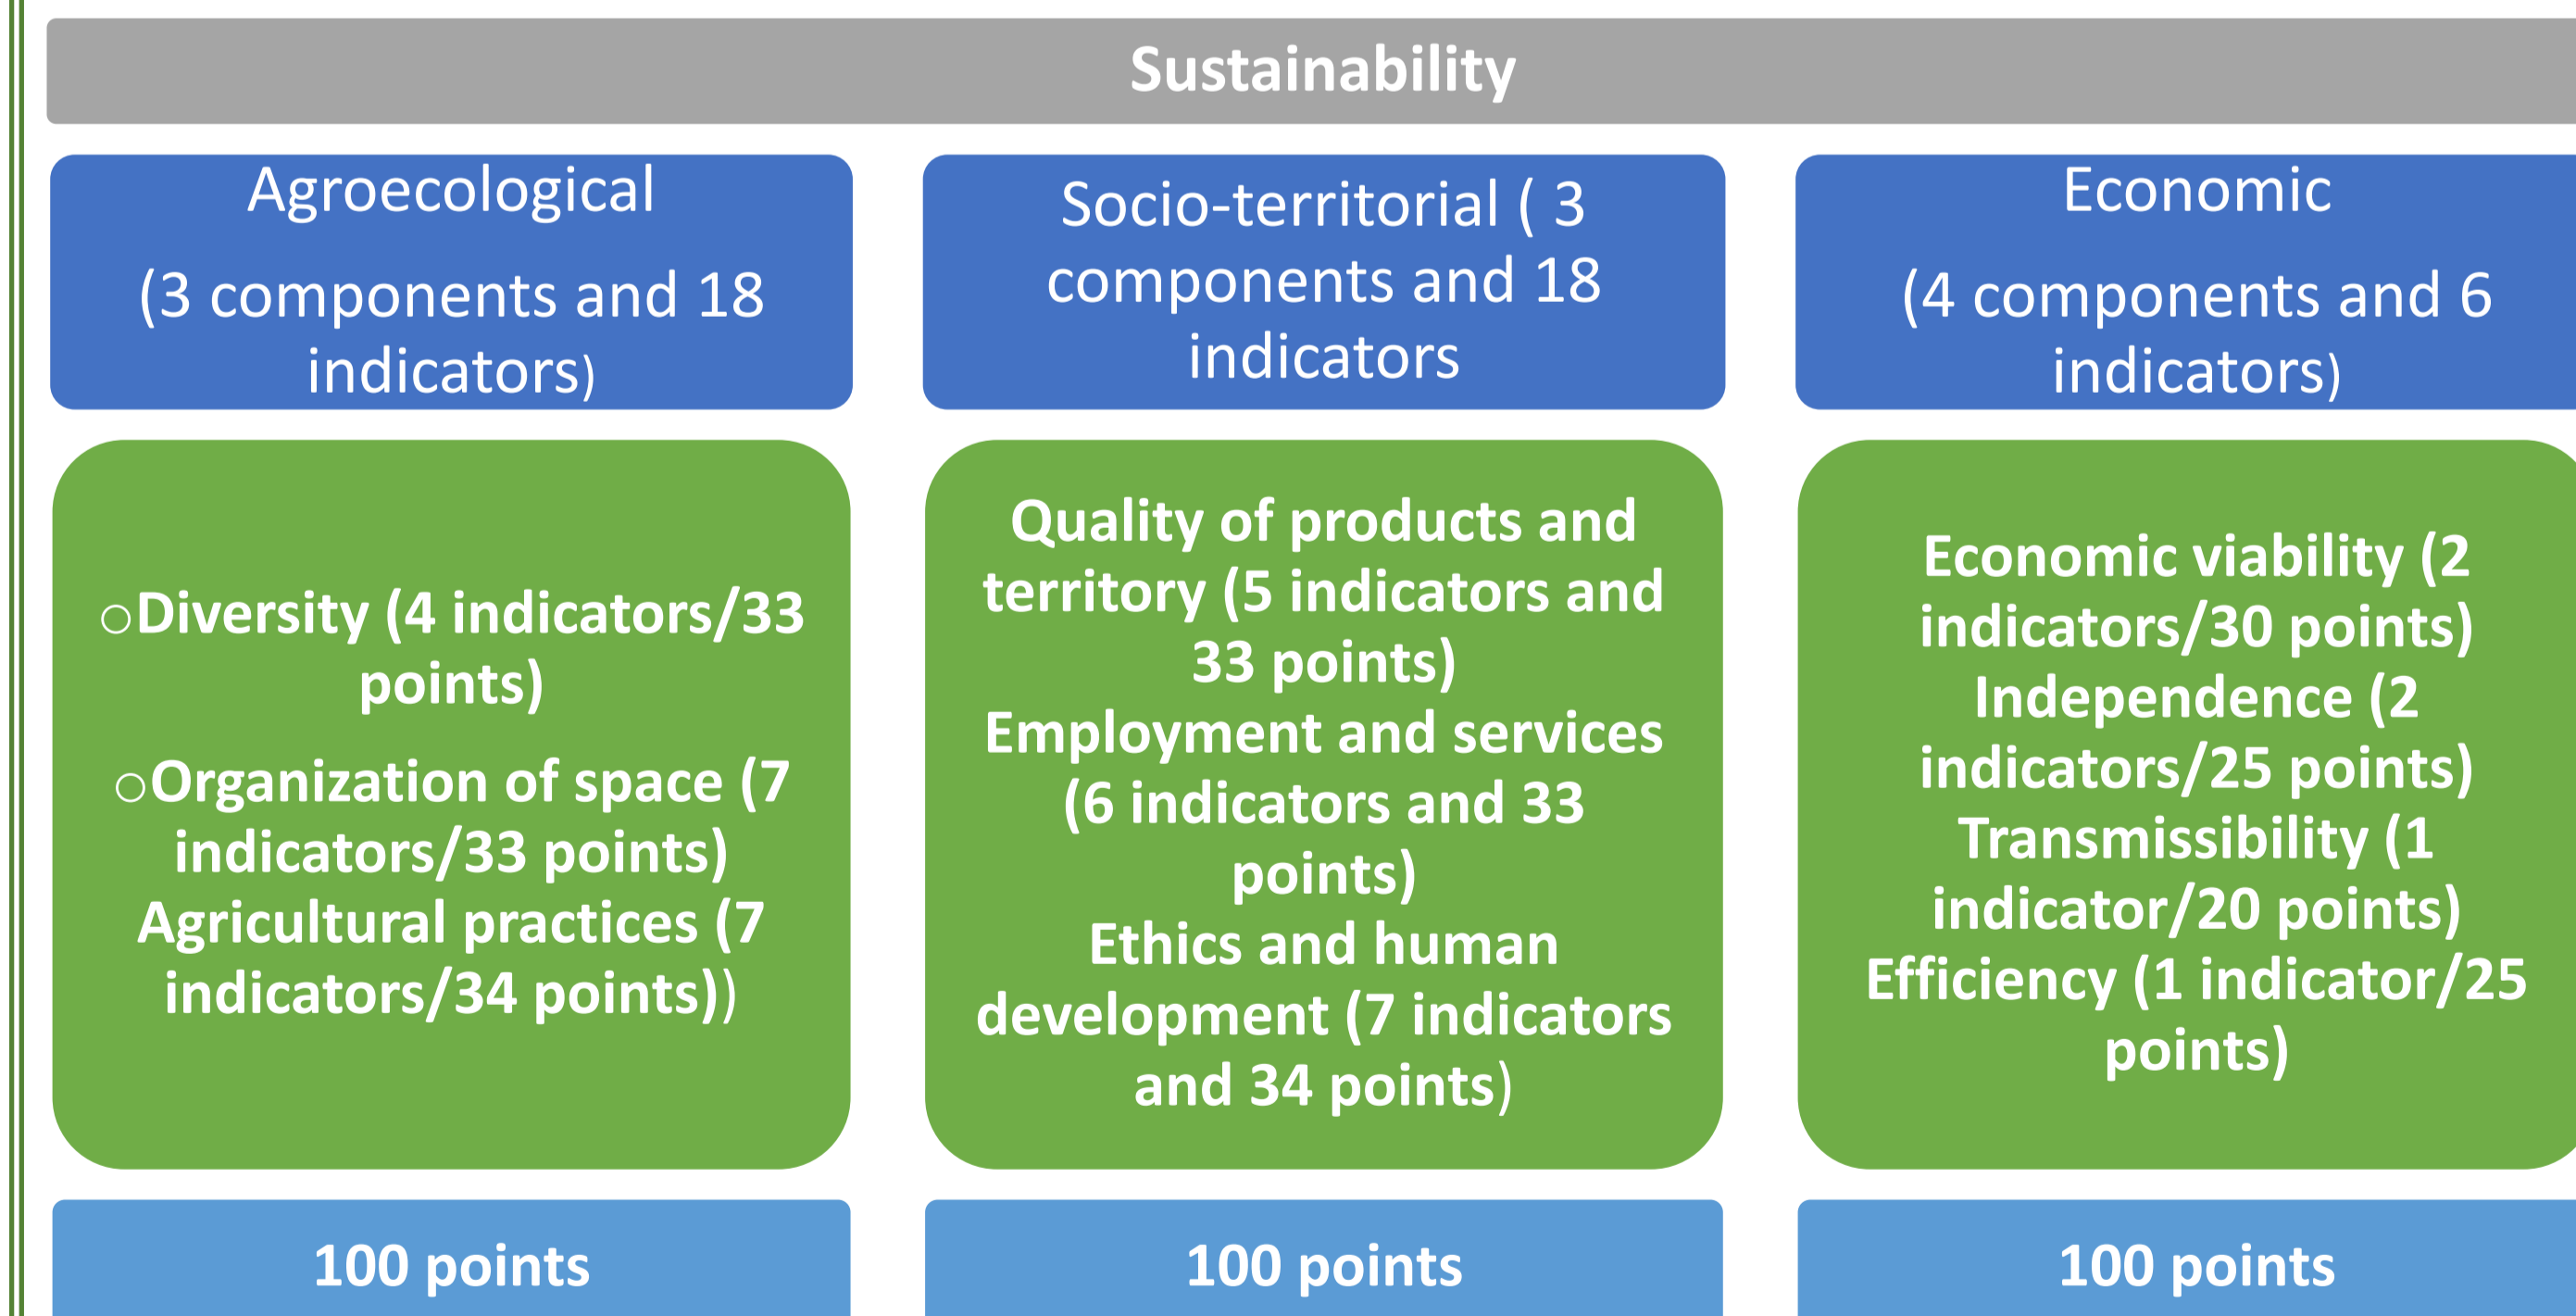 Sustainability
Agroecological
(3 components and 18
indicators)
Socio-territorial ( 3
components and 18
indicators
Economic
(4 components and 6
indicators)
oDiversity (4 indicators/33
points)
oOrganization of space (7
indicators/33 points)
Agricultural practices (7
indicators/34 points))
Quality of products and
territory (5 indicators and
33 points)
Employment and services
(6 indicators and 33
points)
Ethics and human
development (7 indicators
and 34 points)
Economic viability (2
indicators/30 points)
Independence (2
indicators/25 points)
Transmissibility (1
indicator/20 points)
Efficiency (1 indicator/25
points)
100 points
100 points
100 points